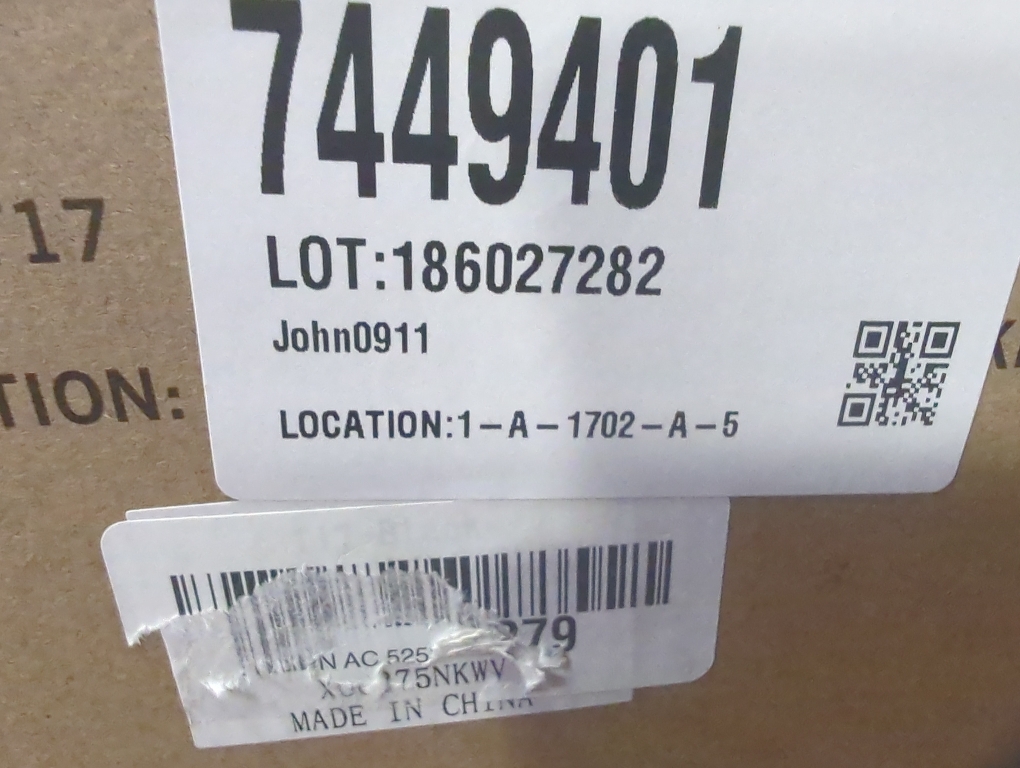 7449401
17
LOT:186027282
John0911
TION:
LOCATION:1-A-1702-A-5
279
N AC 525
75NKWV
MADE IN CHINA